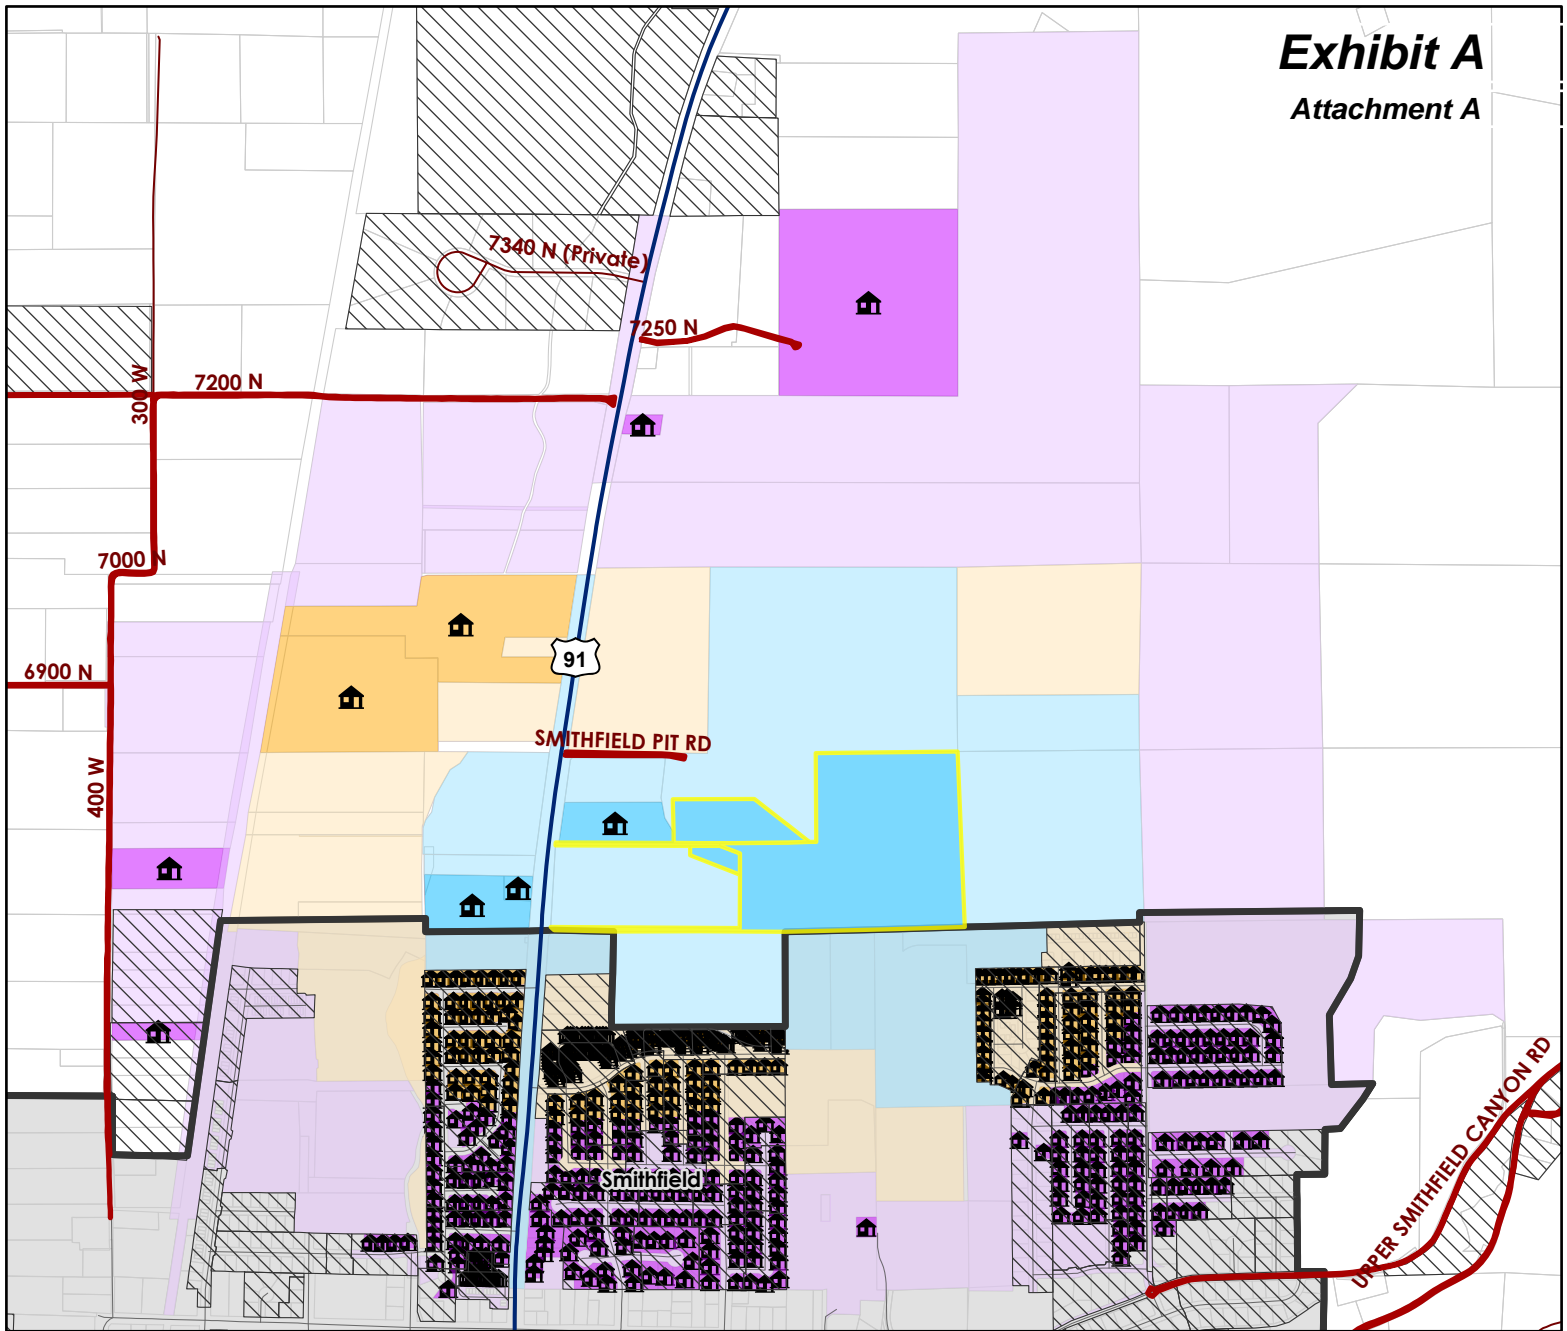 Exhibit A
Attachment A
7340 N (Private)
7250 N
300 W
7200 N
7000 N
91
6900 N
SMITHFIELD PIT RD
400 W
UPPER SMITHFIELD CANYON RD
Smithfield